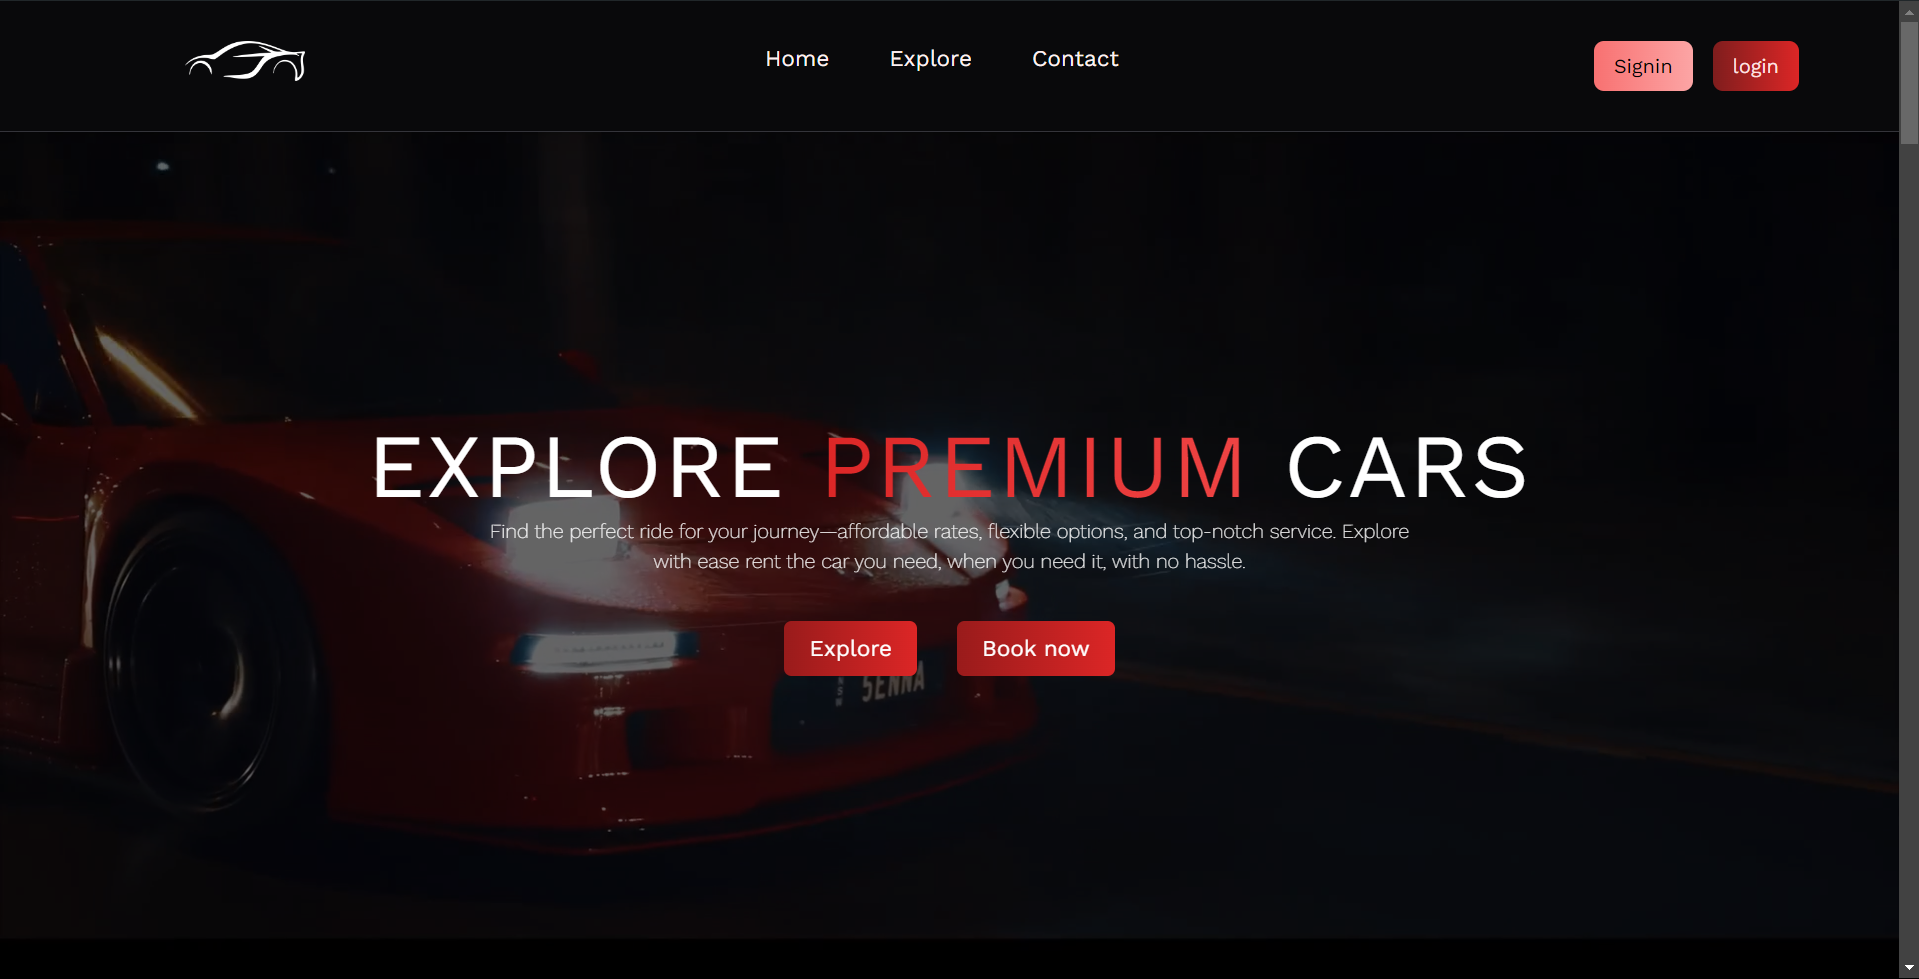 Home Explore Contact Signin login
EXPLORE PREMIUM CARS
Find the perfect ride for your journey—affordable rates, flexible options, and top-notch service. Explore
with ease rent the car you need, when you need it, with no hassle.
Explore Book now
SENNA